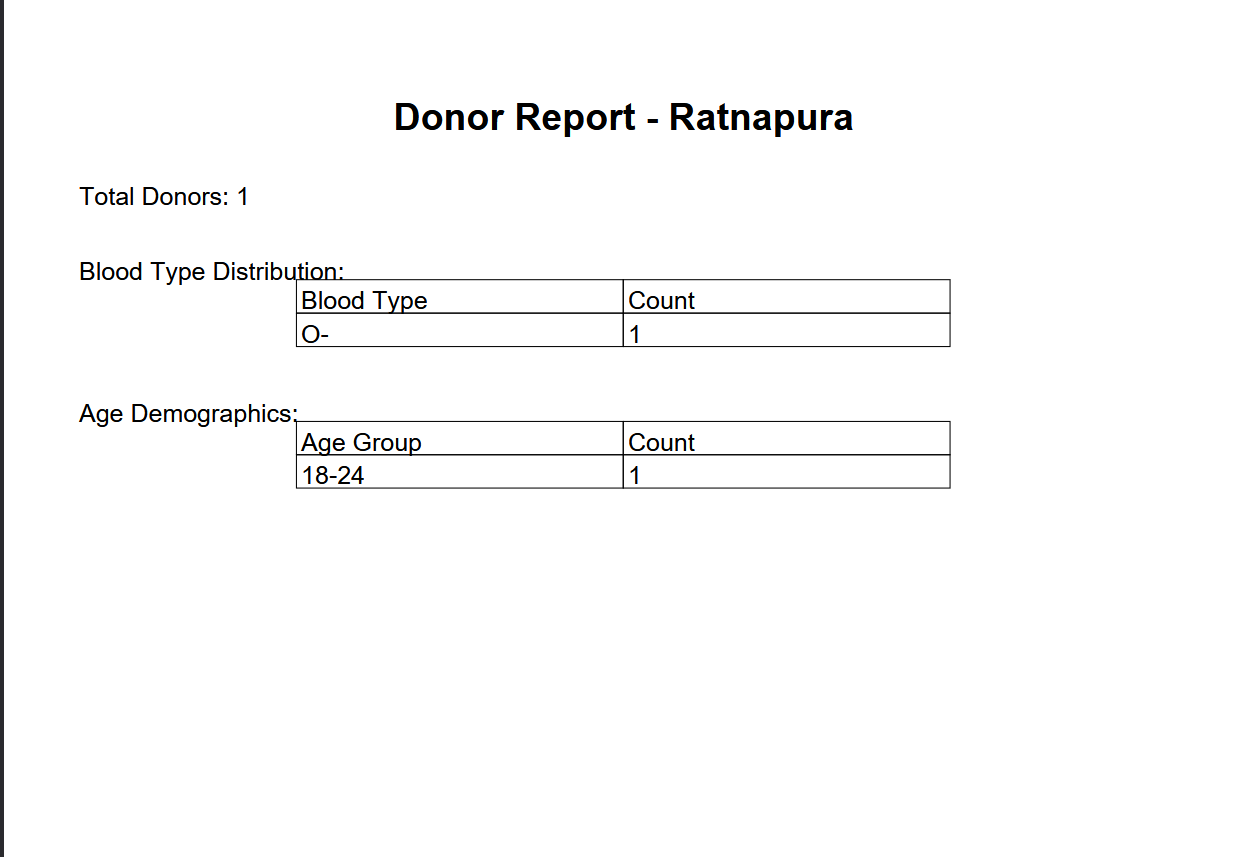 Donor Report - Ratnapura
Total Donors: 1
Blood Type Distribution:
Blood Type Count
O- 1
Age Demographics:
Age Group Count
18-24 1